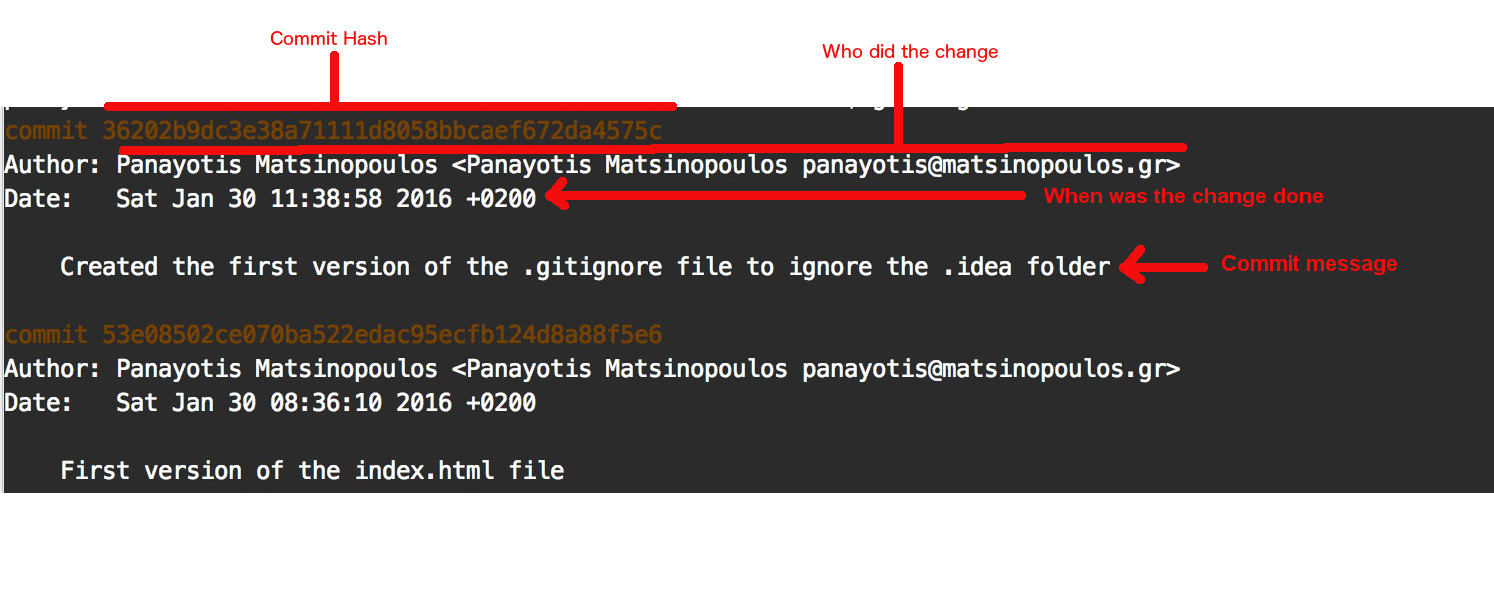 Commit Hash
Who did the change
commit 36202b9dc3e38a71111d8058bbcaef672da4575c
Author: Panayotis Matsinopoulos <Panayotis Matsinopoulos panayotis@matsinopoulos.gr>
Date:   Sat Jan 30 11:38:58 2016 +0200
When was the change done
Created the first version of the .gitignore file to ignore the .idea folder
Commit message
commit 53e08502ce070ba522edac95ecfb124d8a88f5e6
Author: Panayotis Matsinopoulos <Panayotis Matsinopoulos panayotis@matsinopoulos.gr>
Date:   Sat Jan 30 08:36:10 2016 +0200
First version of the index.html file